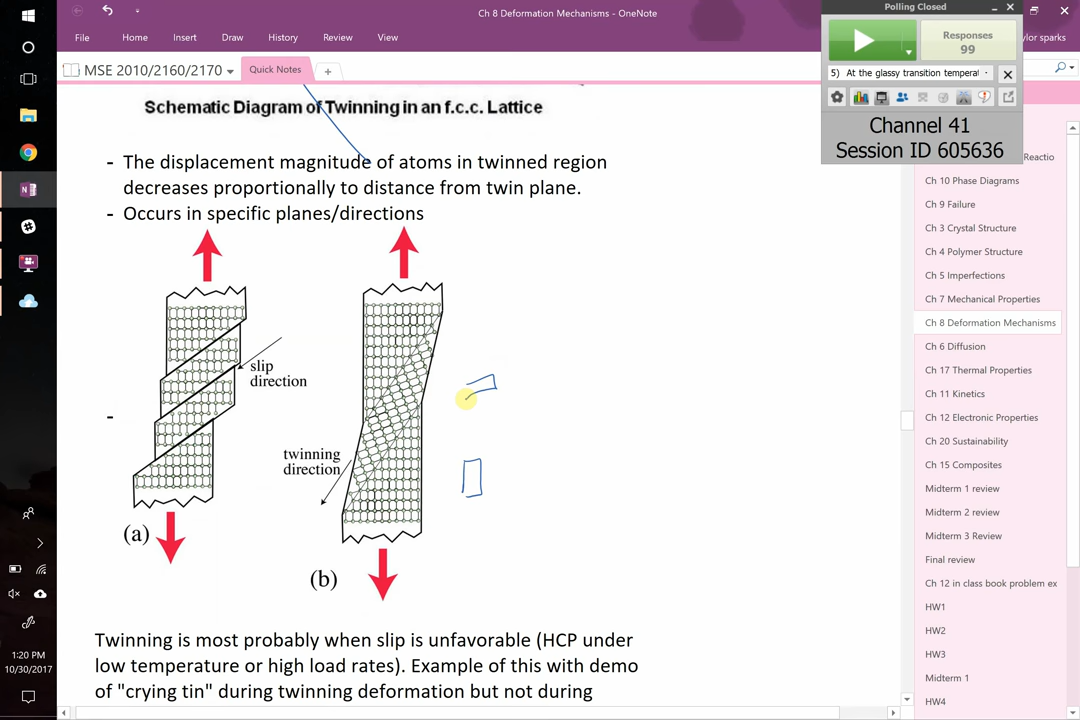 Ch 8 Deformation Mechanisms - OneNote
Polling Closed
ylor sparks
File Home Insert Draw History Review View
Responses
99
MSE 2010/2160/2170
Quick Notes
5) At the glassy transition temperat
Channel 41
Session ID 605636
Schematic Diagram of Twinning in an f.c.c. Lattice
- The displacement magnitude of atoms in twinned region
decreases proportionally to distance from twin plane.
- Occurs in specific planes/directions
slip
direction
-
twinning
direction
(a)
(b)
Twinning is most probably when slip is unfavorable (HCP under
low temperature or high load rates). Example of this with demo
of "crying tin" during twinning deformation but not during
Reactio
Ch 10 Phase Diagrams
Ch 9 Failure
Ch 3 Crystal Structure
Ch 4 Polymer Structure
Ch 5 Imperfections
Ch 7 Mechanical Properties
Ch 8 Deformation Mechanisms
Ch 6 Diffusion
Ch 17 Thermal Properties
Ch 11 Kinetics
Ch 12 Electronic Properties
Ch 20 Sustainability
Ch 15 Composites
Midterm 1 review
Midterm 2 review
Midterm 3 Review
Final review
Ch 12 in class book problem ex
HW1
HW2
HW3
Midterm 1
HW4
1:20 PM
10/30/2017